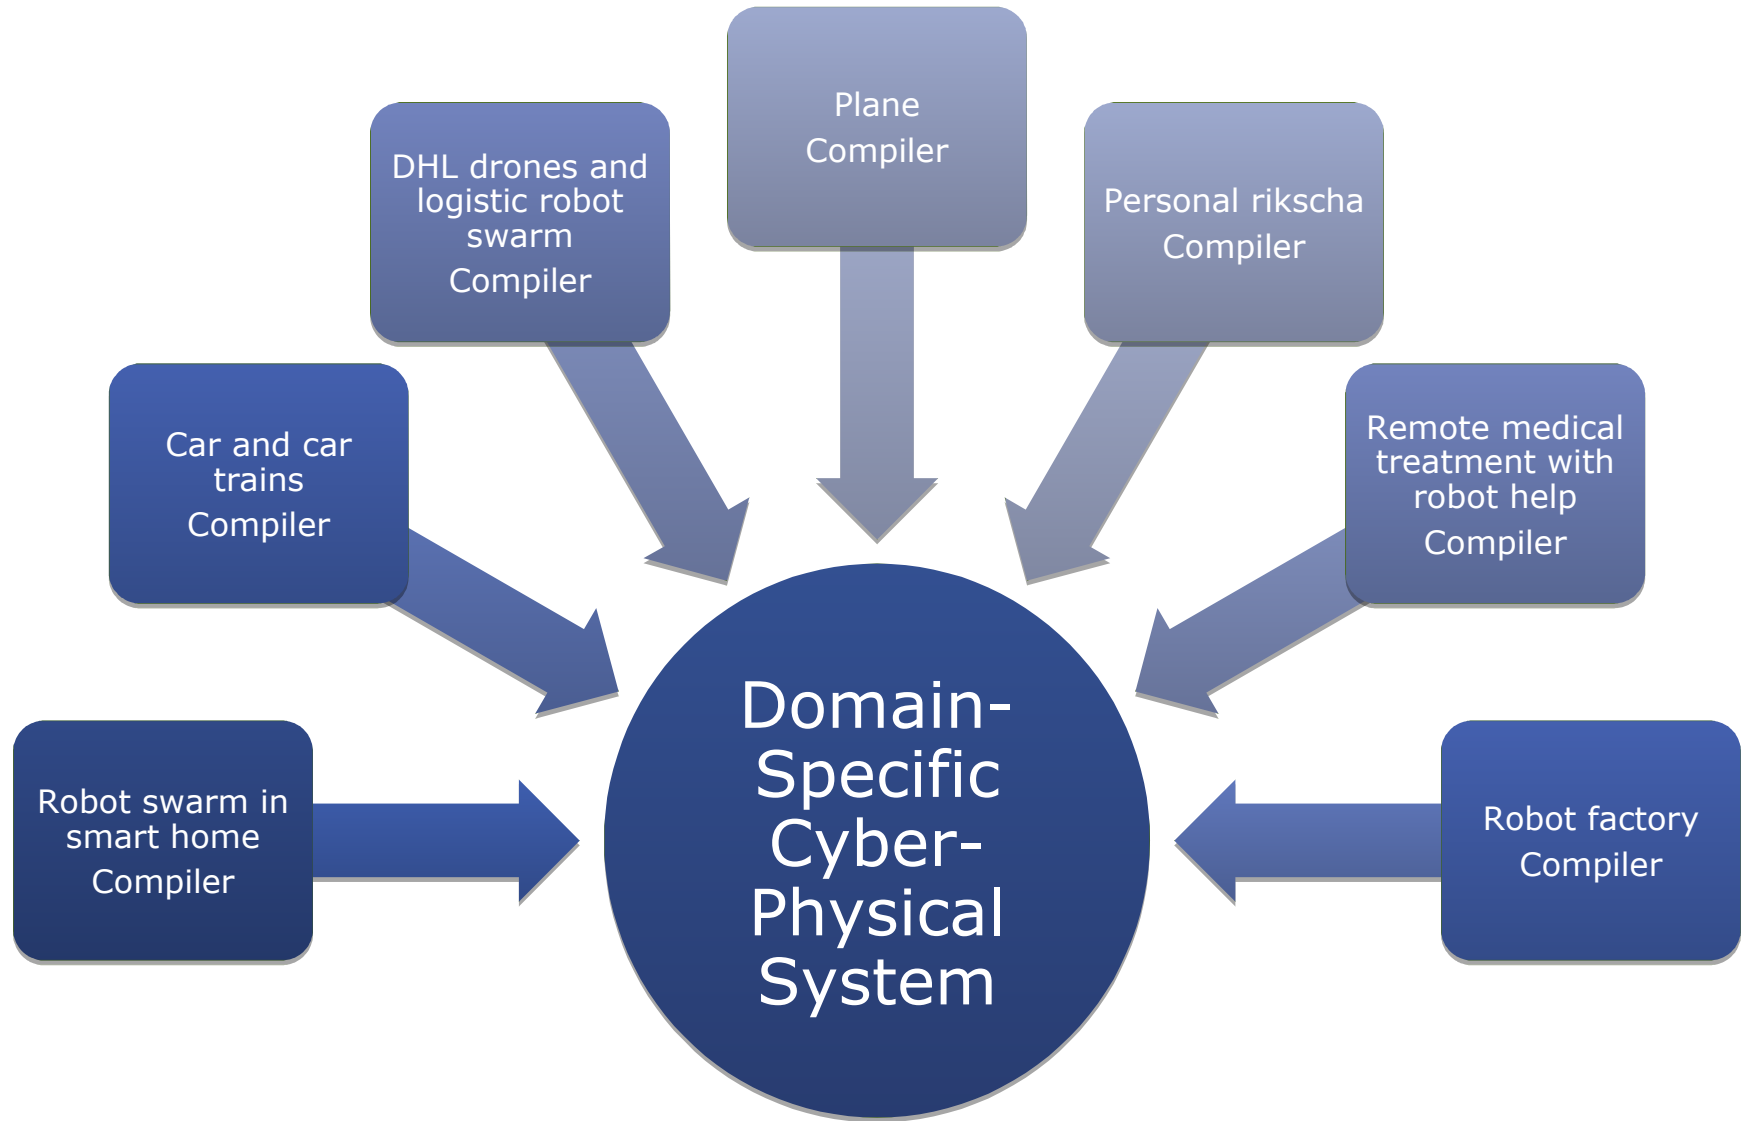 Plane
Compiler
DHL drones and
logistic robot
swarm
Compiler
Personal rikscha
Compiler
Car and car
trains
Compiler
Remote medical
treatment with
robot help
Compiler
Robot swarm in
smart home
Compiler
Domain-
Specific
Cyber-
Physical
System
Robot factory
Compiler